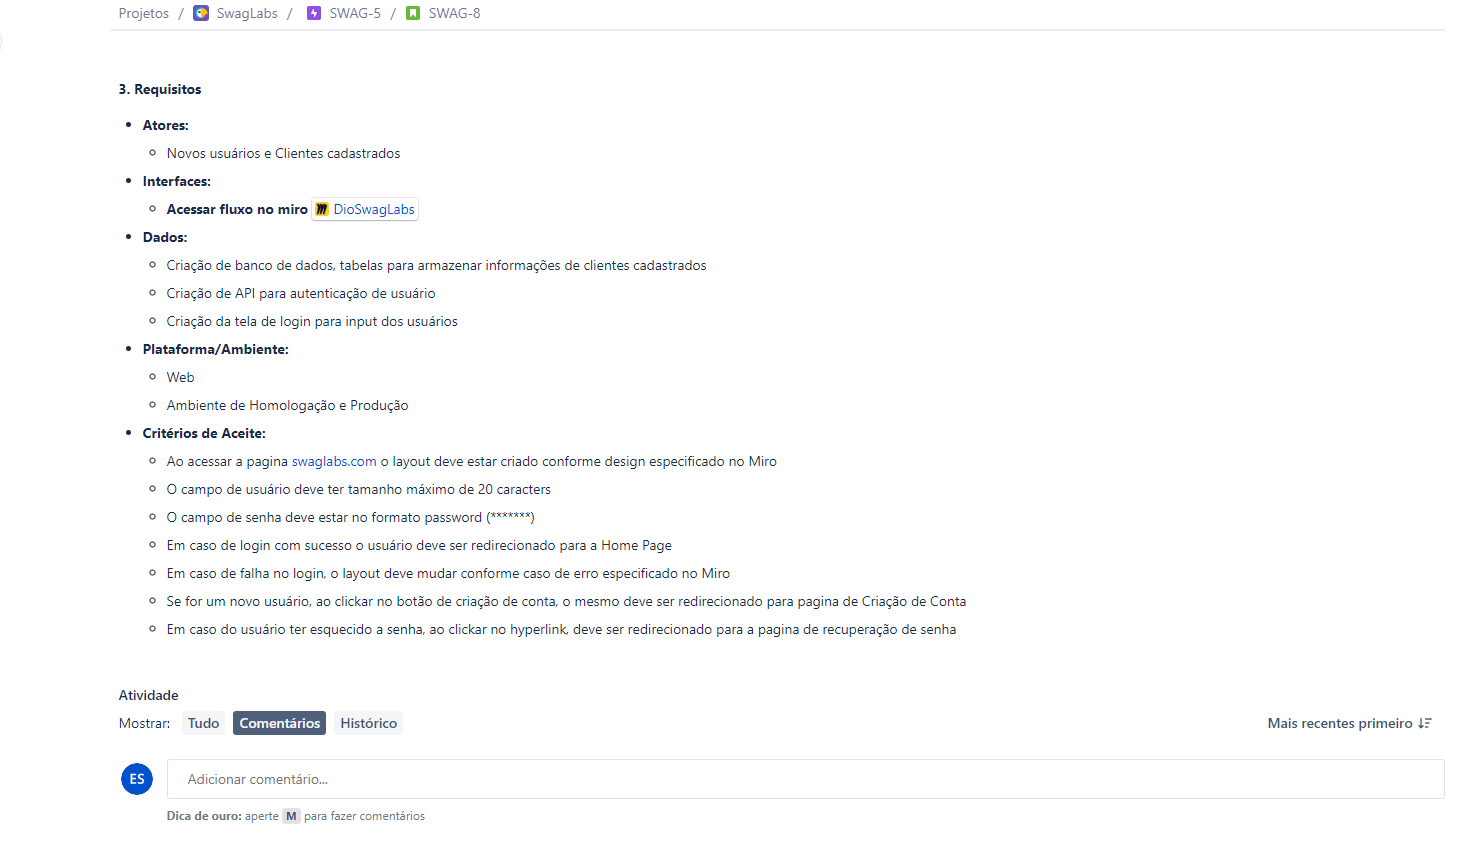 Projetos / SwagLabs / SWAG-5 / SWAG-8
3. Requisitos
Atores:
Novos usuários e Clientes cadastrados
Interfaces:
Acessar fluxo no miro DioSwagLabs
Dados:
Criação de banco de dados, tabelas para armazenar informações de clientes cadastrados
Criação de API para autenticação de usuário
Criação da tela de login para input dos usuários
Plataforma/Ambiente:
Web
Ambiente de Homologação e Produção
Critérios de Aceite:
Ao acessar a pagina swaglabs.com o layout deve estar criado conforme design especificado no Miro
O campo de usuário deve ter tamanho máximo de 20 caracters
O campo de senha deve estar no formato password (*******)
Em caso de login com sucesso o usuário deve ser redirecionado para a Home Page
Em caso de falha no login, o layout deve mudar conforme caso de erro especificado no Miro
Se for um novo usuário, ao clickar no botão de criação de conta, o mesmo deve ser redirecionado para pagina de Criação de Conta
Em caso do usuário ter esquecido a senha, ao clickar no hyperlink, deve ser redirecionado para a pagina de recuperação de senha
Atividade
Mostrar: Tudo Comentários Histórico Mais recentes primeiro
ES Adicionar comentário...
Dica de ouro: aperte M para fazer comentários